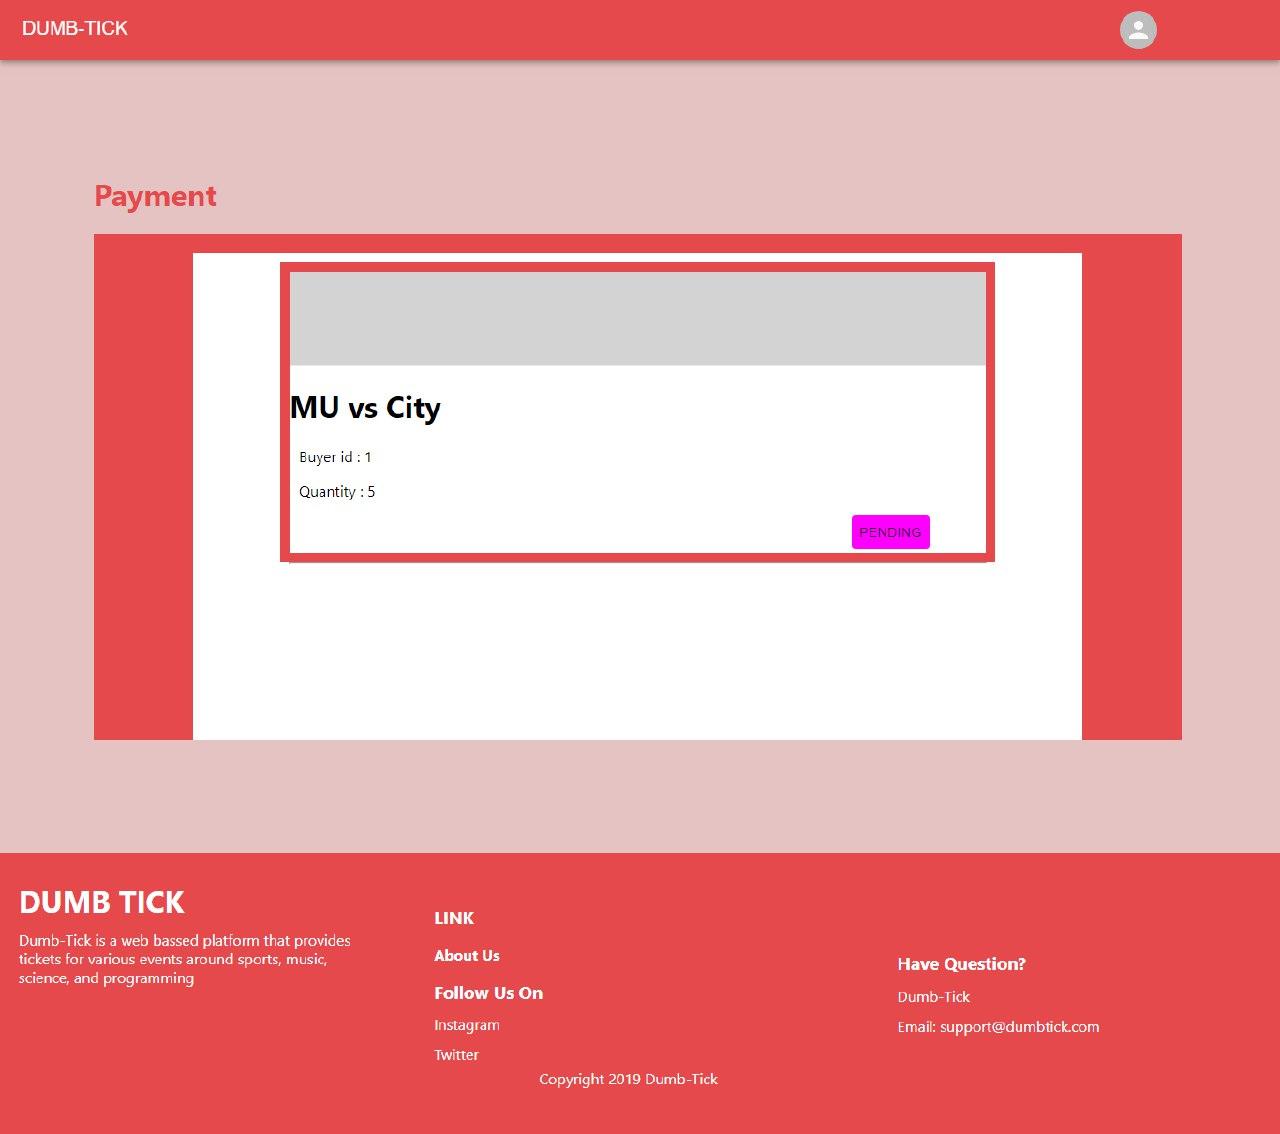 DUMB-TICK
Payment
MU vs City
Buyer id : 1
Quantity : 5
PENDING
DUMB TICK
Dumb-Tick is a web bassed platform that provides
tickets for various events around sports, music,
science, and programming
LINK
About Us
Follow Us On
Instagram
Twitter
Have Question?
Dumb-Tick
Email: support@dumbtick.com
Copyright 2019 Dumb-Tick